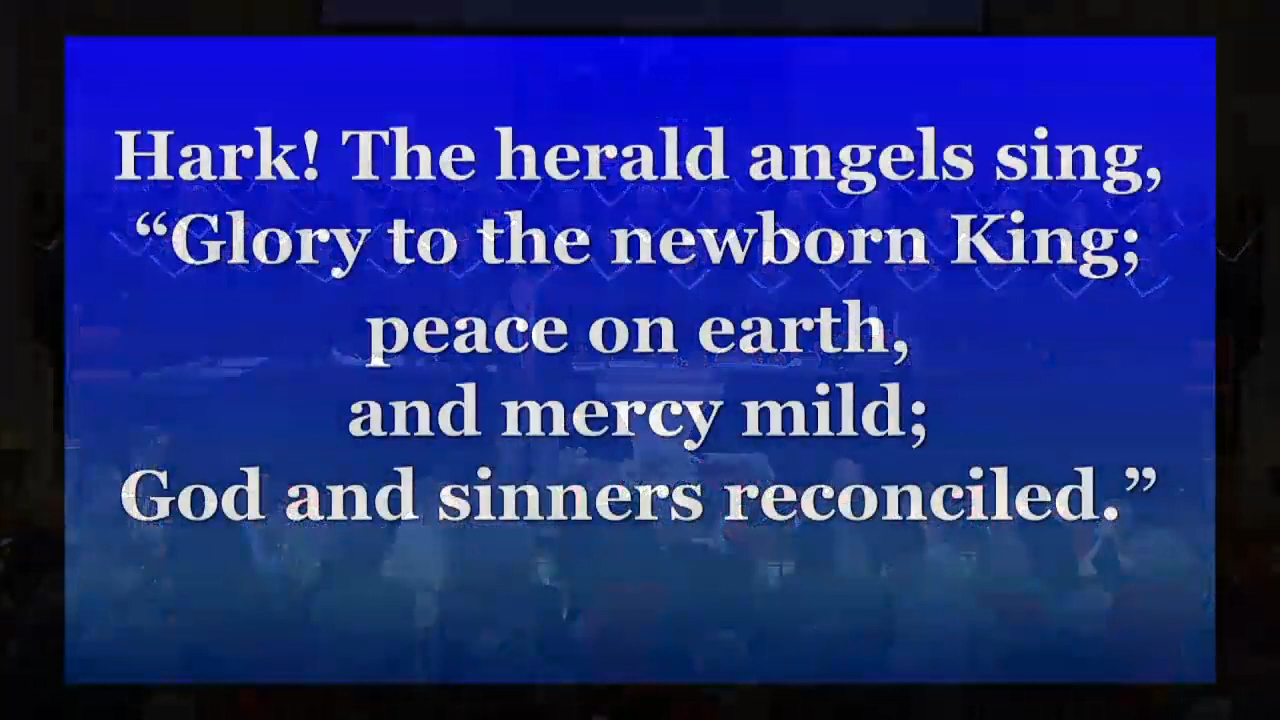 Hark! The herald angels sing,
“Glory to the newborn King;
peace on earth,
and mercy mild;
God and sinners reconciled.”